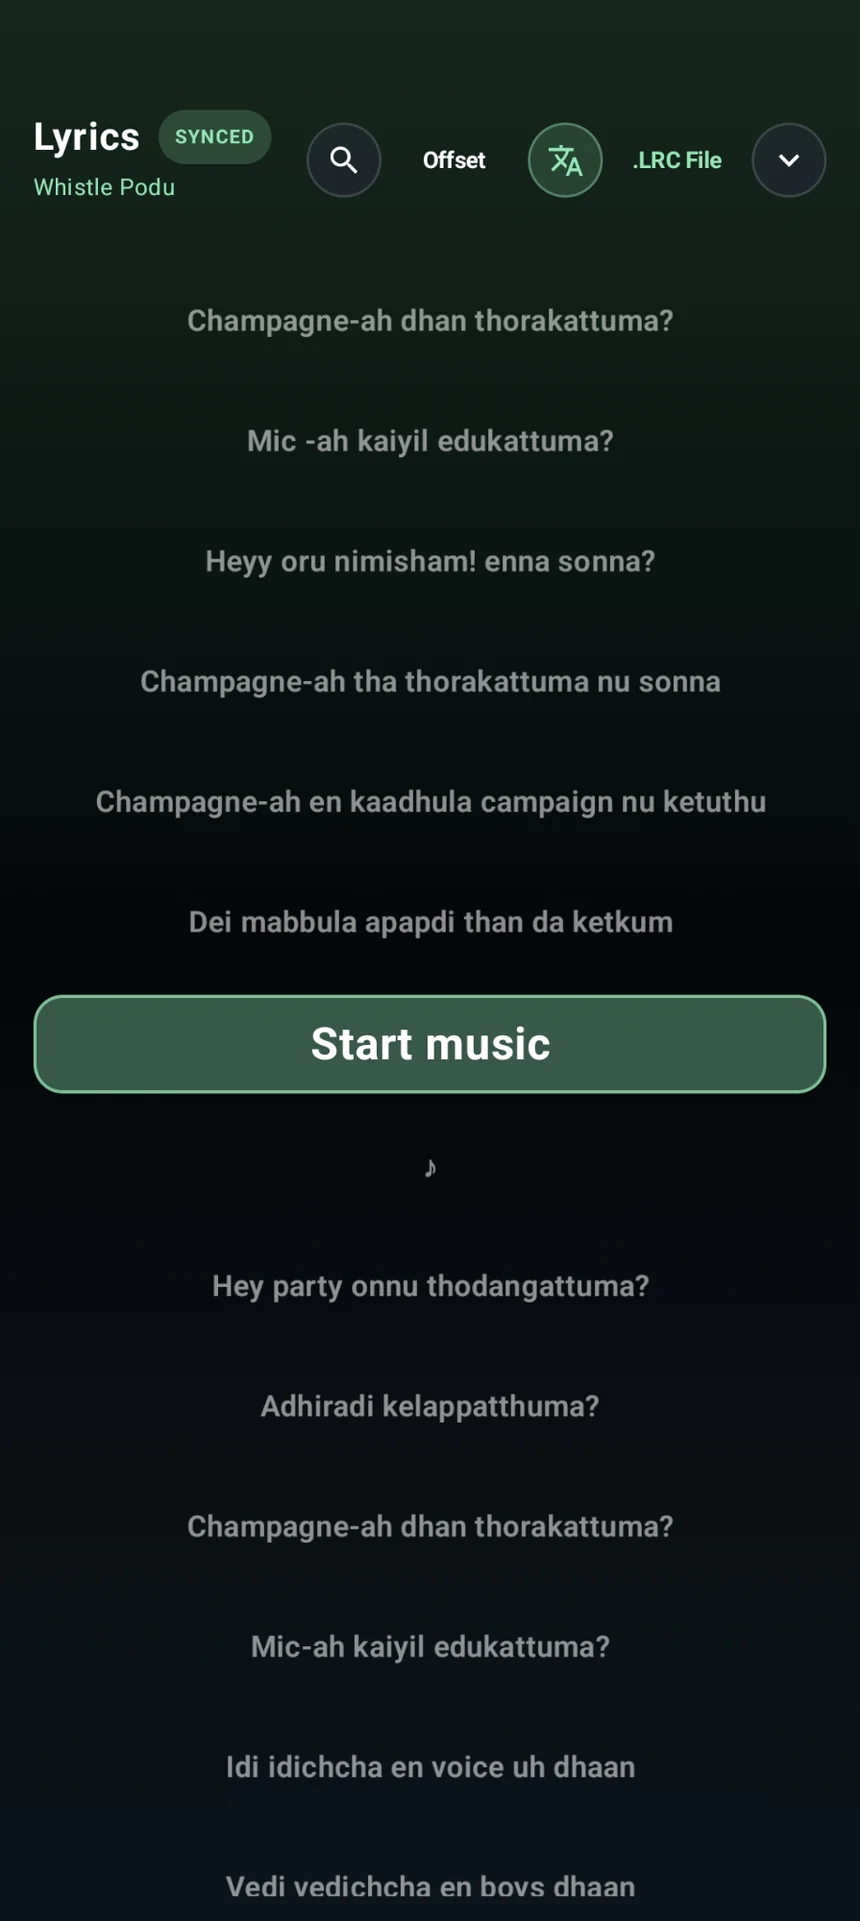 Lyrics SYNCED
Whistle Podu
Offset
.LRC File
Champagne-ah dhan thorakattuma?
Mic -ah kaiyil edukattuma?
Heyy oru nimisham! enna sonna?
Champagne-ah tha thorakattuma nu sonna
Champagne-ah en kaadhula campaign nu ketuthu
Dei mabbula apapdi than da ketkum
Start music
♪
Hey party onnu thodangattuma?
Adhiradi kelappatthuma?
Champagne-ah dhan thorakattuma?
Mic-ah kaiyil edukattuma?
Idi idichcha en voice uh dhaan
Vedi vedichcha en boys dhaan